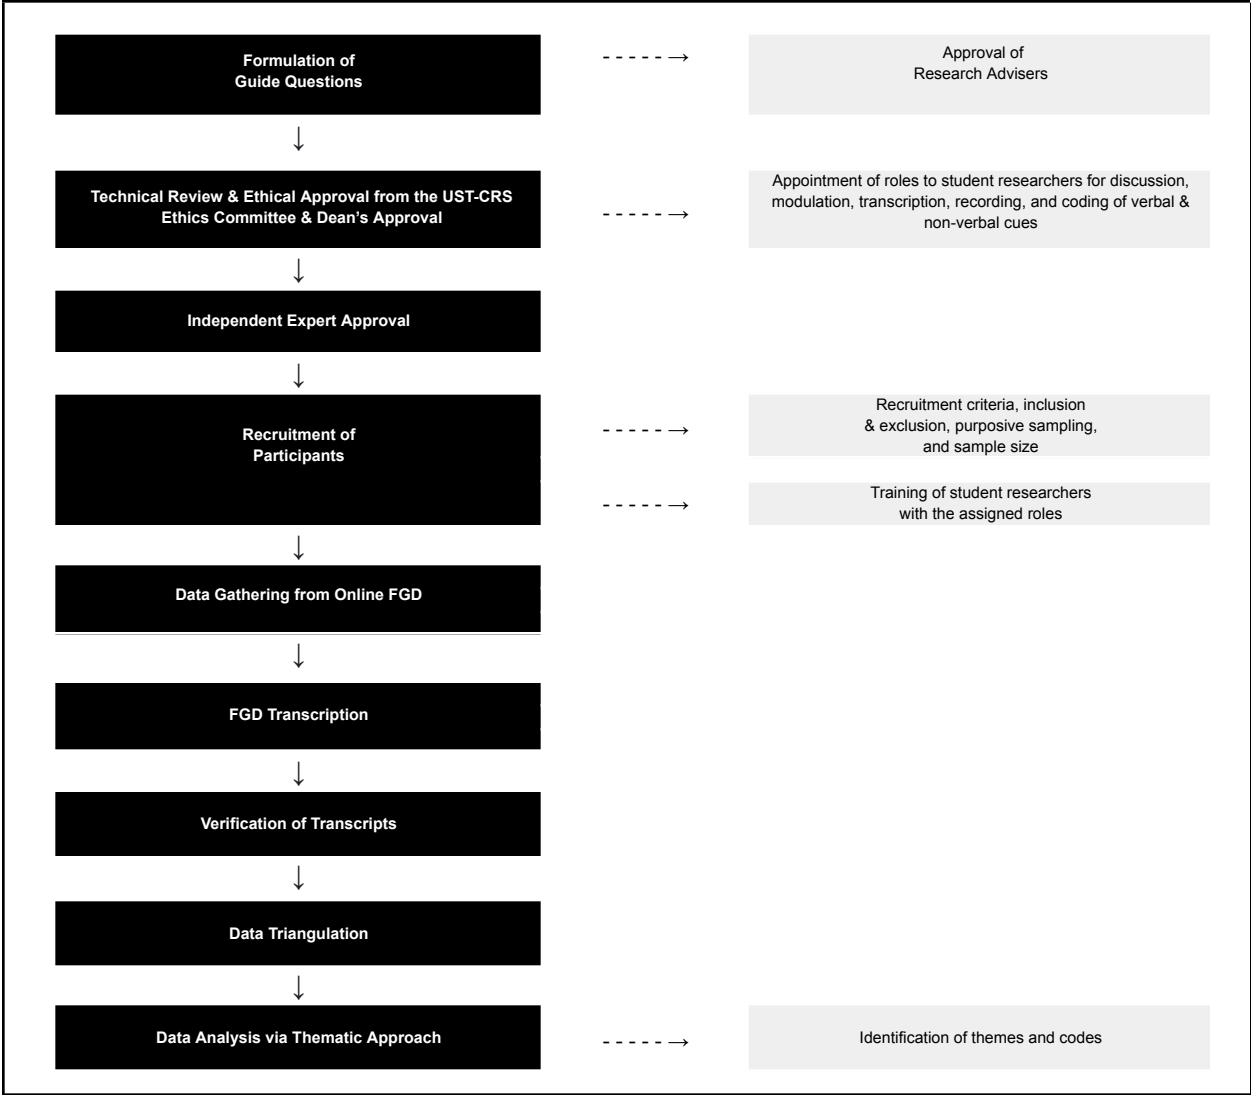 Formulation of
Guide Questions
Approval of
Research Advisers
Technical Review & Ethical Approval from the UST-CRS
Ethics Committee & Dean’s Approval
Appointment of roles to student researchers for discussion,
modulation, transcription, recording, and coding of verbal &
non-verbal cues
Independent Expert Approval
Recruitment of
Participants
Recruitment criteria, inclusion
& exclusion, purposive sampling,
and sample size
Training of student researchers
with the assigned roles
Data Gathering from Online FGD
FGD Transcription
Verification of Transcripts
Data Triangulation
Data Analysis via Thematic Approach
Identification of themes and codes